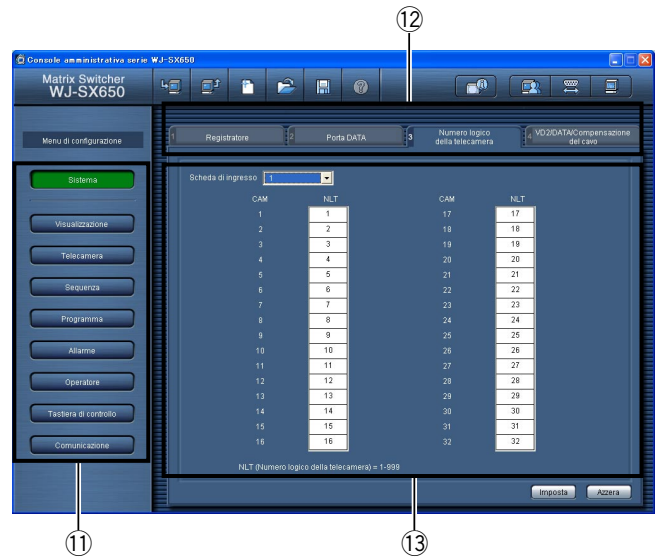 ⑫
Console amministrativa serie WJ-SX650
Matrix Switcher
WJ-SX650
Menu di configurazione
1 Registratore
2 Porta DATA
3 Numero logico della telecamera
4 VD2/DATA/Compensazione del cavo
Sistema
Visualizzazione
Telecamera
Sequenza
Programma
Allarme
Operatore
Tastiera di controllo
Comunicazione
Scheda di ingresso 1
CAM NLT CAM NLT
1 1 17 17
2 2 18 18
3 3 19 19
4 4 20 20
5 5 21 21
6 6 22 22
7 7 23 23
8 8 24 24
9 9 25 25
10 10 26 26
11 11 27 27
12 12 28 28
13 13 29 29
14 14 30 30
15 15 31 31
16 16 32 32
NLT (Numero logico della telecamera) = 1-999
Imposta Azzera
⑪ ⑬